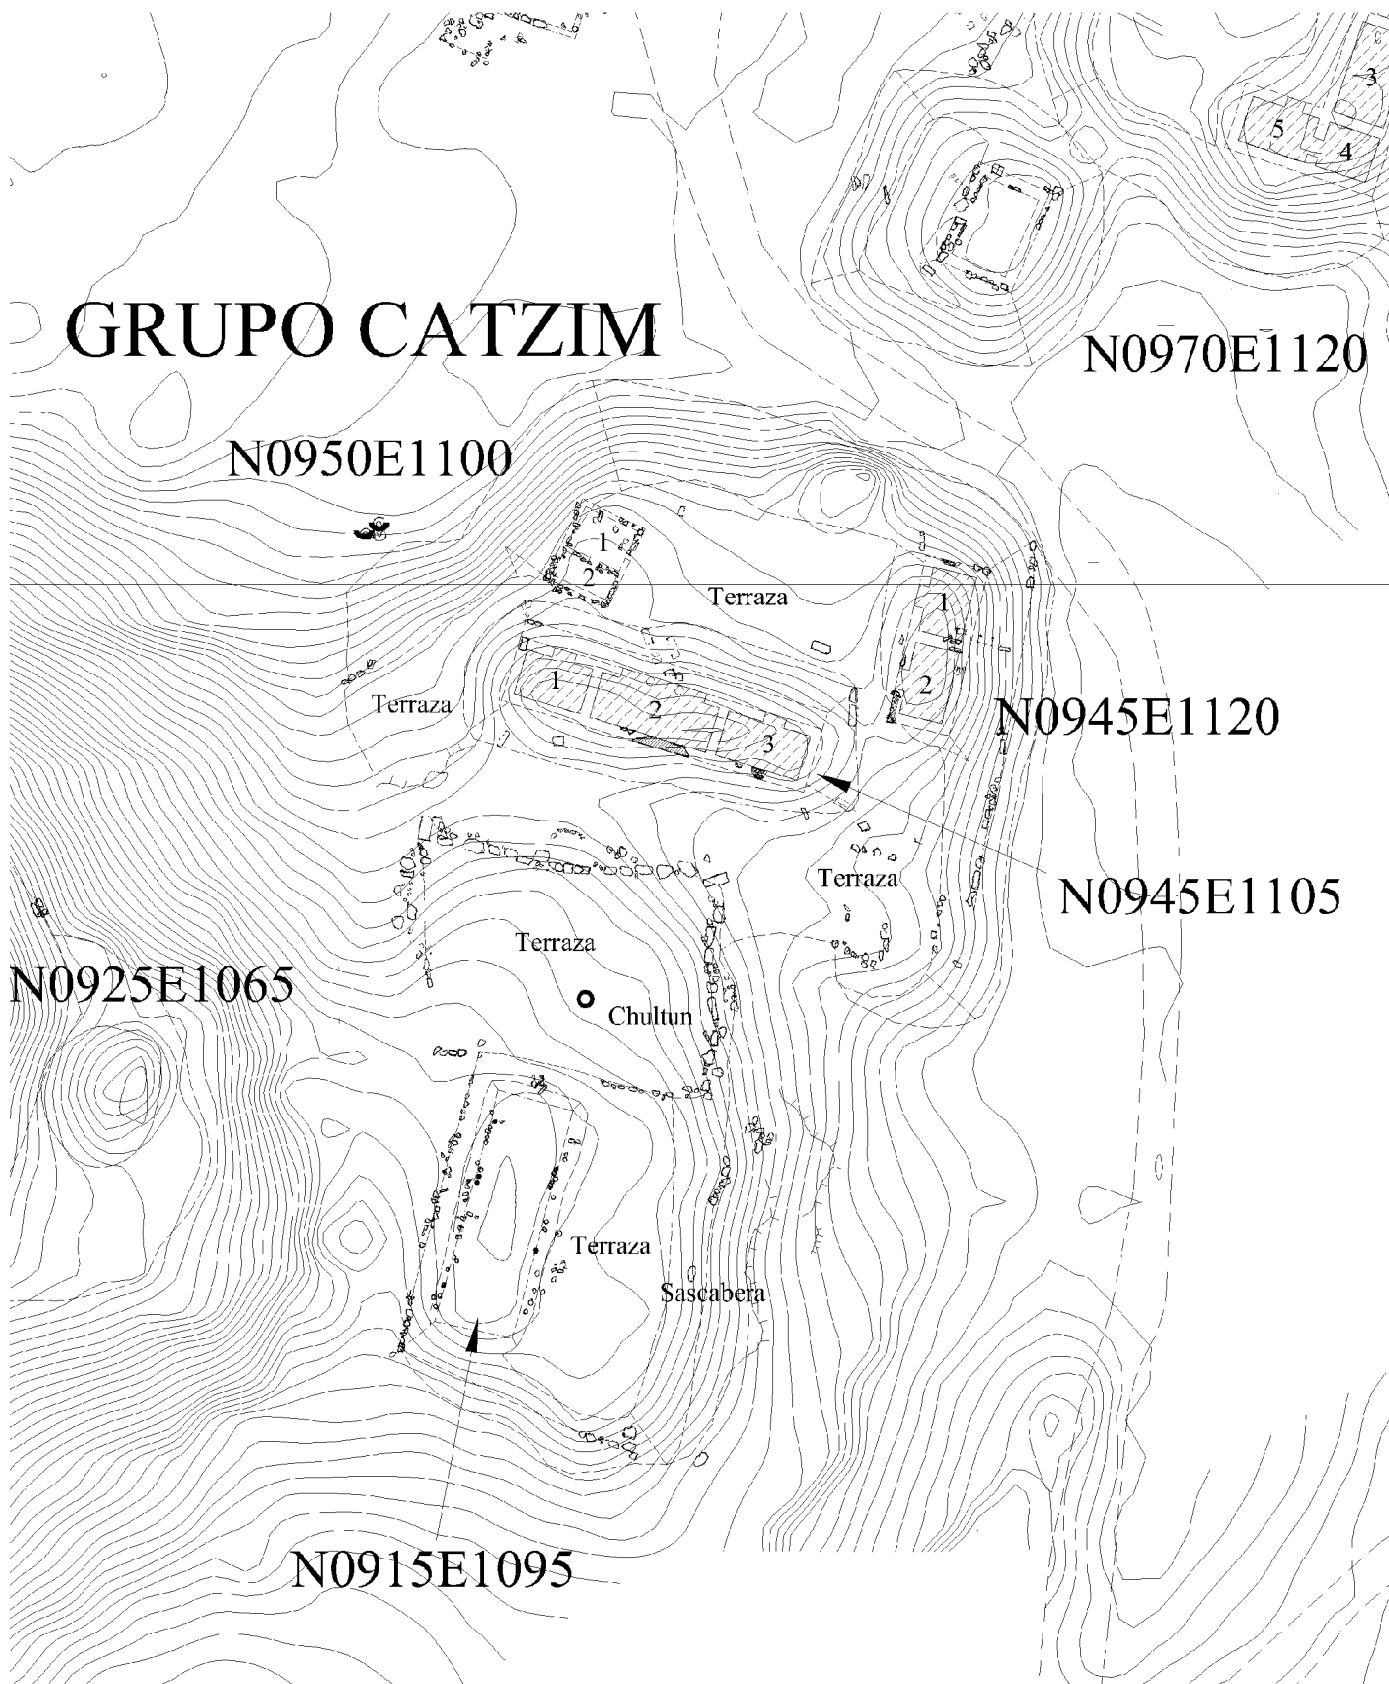 3
5
4
GRUPO CATZIM
N0970E1120
N0950E1100
1
2
Terraza
1
2
Terraza
1
2
3
N0945E1120
Terraza
N0945E1105
Terraza
N0925E1065
Chultun
Terraza
Sascabera
N0915E1095